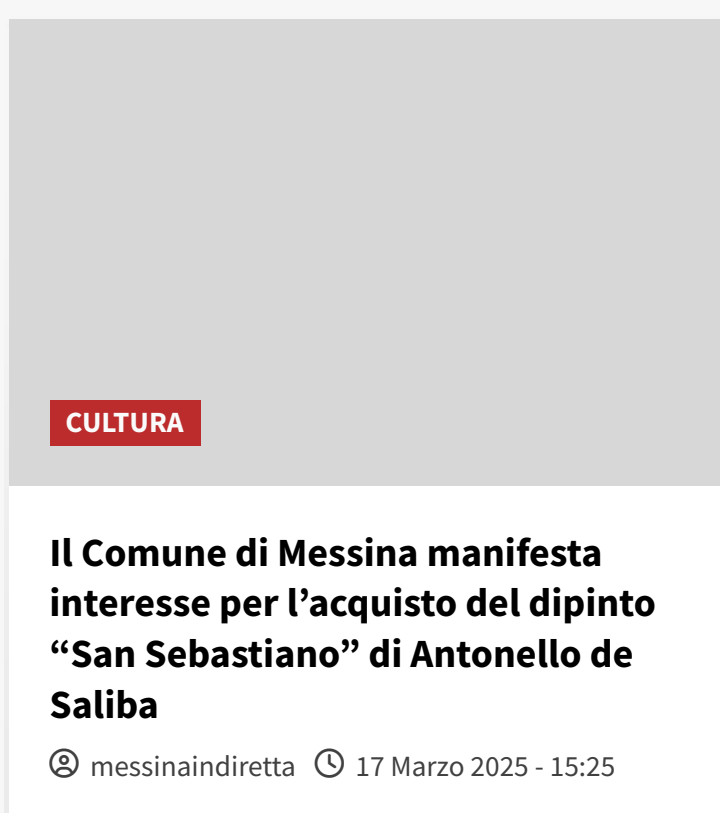 CULTURA
Il Comune di Messina manifesta
interesse per l’acquisto del dipinto
“San Sebastiano” di Antonello de
Saliba
messinaindiretta 17 Marzo 2025 - 15:25